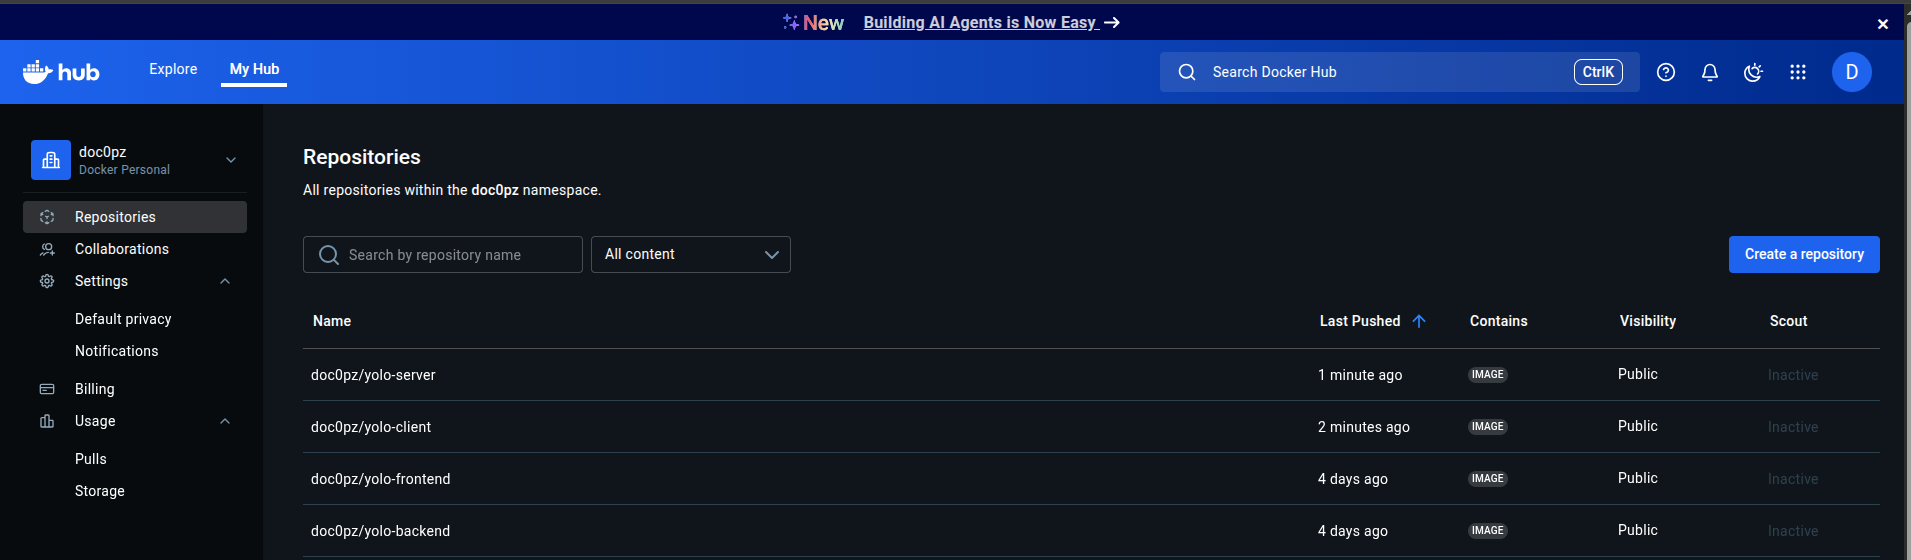 New Building AI Agents is Now Easy
hub Explore My Hub Search Docker Hub CtrlK D
doc0pz
Docker Personal
Repositories
Collaborations
Settings
Default privacy
Notifications
Billing
Usage
Pulls
Storage
Repositories
All repositories within the doc0pz namespace.
Search by repository name All content Create a repository
Name Last Pushed Contains Visibility Scout
doc0pz/yolo-server 1 minute ago IMAGE Public Inactive
doc0pz/yolo-client 2 minutes ago IMAGE Public Inactive
doc0pz/yolo-frontend 4 days ago IMAGE Public Inactive
doc0pz/yolo-backend 4 days ago IMAGE Public Inactive